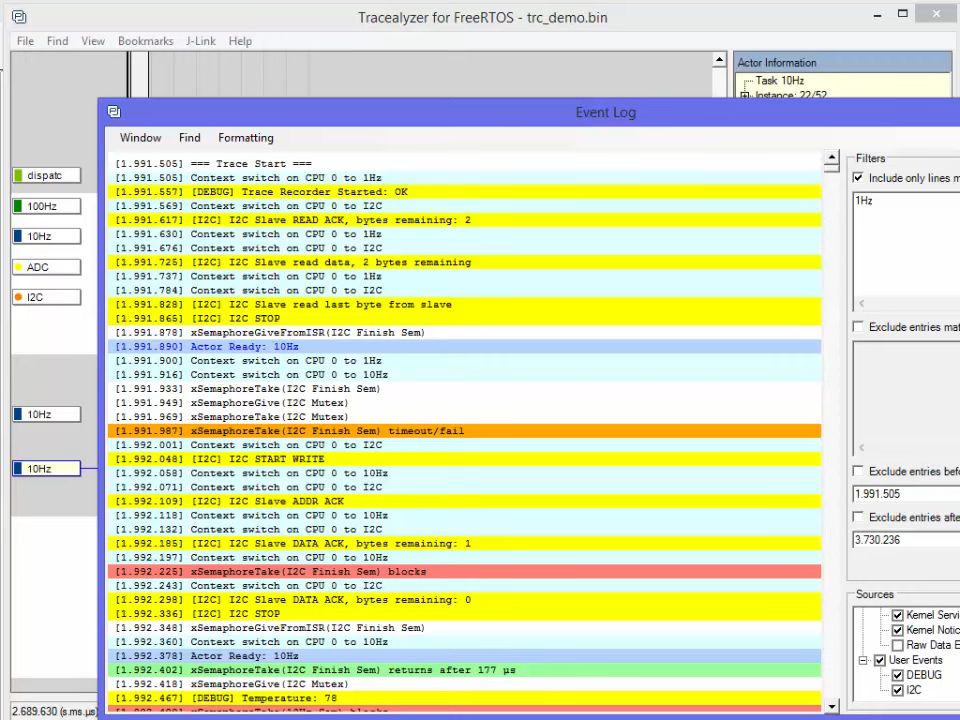 Tracealyzer for FreeRTOS - trc_demo.bin
File Find View Bookmarks J-Link Help
Actor Information
Task 10Hz
Instance: 22/52
Event Log
Window Find Formatting
[1.991.505] === Trace Start ===
[1.991.505] Context switch on CPU 0 to 1Hz
[1.991.557] [DEBUG] Trace Recorder Started: OK
[1.991.569] Context switch on CPU 0 to I2C
[1.991.617] [I2C] I2C Slave READ ACK, bytes remaining: 2
[1.991.630] Context switch on CPU 0 to 1Hz
[1.991.676] Context switch on CPU 0 to I2C
[1.991.725] [I2C] I2C Slave read data, 2 bytes remaining
[1.991.737] Context switch on CPU 0 to 1Hz
[1.991.784] Context switch on CPU 0 to I2C
[1.991.828] [I2C] I2C Slave read last byte from slave
[1.991.865] [I2C] I2C STOP
[1.991.878] xSemaphoreGiveFromISR(I2C Finish Sem)
[1.991.890] Actor Ready: 10Hz
[1.991.900] Context switch on CPU 0 to 1Hz
[1.991.916] Context switch on CPU 0 to 10Hz
[1.991.933] xSemaphoreTake(I2C Finish Sem)
[1.991.949] xSemaphoreGive(I2C Mutex)
[1.991.969] xSemaphoreTake(I2C Mutex)
[1.991.987] xSemaphoreTake(I2C Finish Sem) timeout/fail
[1.992.001] Context switch on CPU 0 to I2C
[1.992.048] [I2C] I2C START WRITE
[1.992.058] Context switch on CPU 0 to 10Hz
[1.992.071] Context switch on CPU 0 to I2C
[1.992.109] [I2C] I2C Slave ADDR ACK
[1.992.118] Context switch on CPU 0 to 10Hz
[1.992.132] Context switch on CPU 0 to I2C
[1.992.185] [I2C] I2C Slave DATA ACK, bytes remaining: 1
[1.992.197] Context switch on CPU 0 to 10Hz
[1.992.225] xSemaphoreTake(I2C Finish Sem) blocks
[1.992.243] Context switch on CPU 0 to I2C
[1.992.298] [I2C] I2C Slave DATA ACK, bytes remaining: 0
[1.992.336] [I2C] I2C STOP
[1.992.348] xSemaphoreGiveFromISR(I2C Finish Sem)
[1.992.360] Context switch on CPU 0 to 10Hz
[1.992.378] Actor Ready: 10Hz
[1.992.402] xSemaphoreTake(I2C Finish Sem) returns after 177 µs
[1.992.418] xSemaphoreGive(I2C Mutex)
[1.992.467] [DEBUG] Temperature: 78
dispatc
100Hz
10Hz
ADC
I2C
10Hz
10Hz
2.689.630 (s.ms.µs)
Filters
Include only lines m
1Hz
Exclude entries mat
Exclude entries befo
1.991.505
Exclude entries afte
3.730.236
Sources
Kernel Servi
Kernel Notic
Raw Data E
User Events
DEBUG
I2C